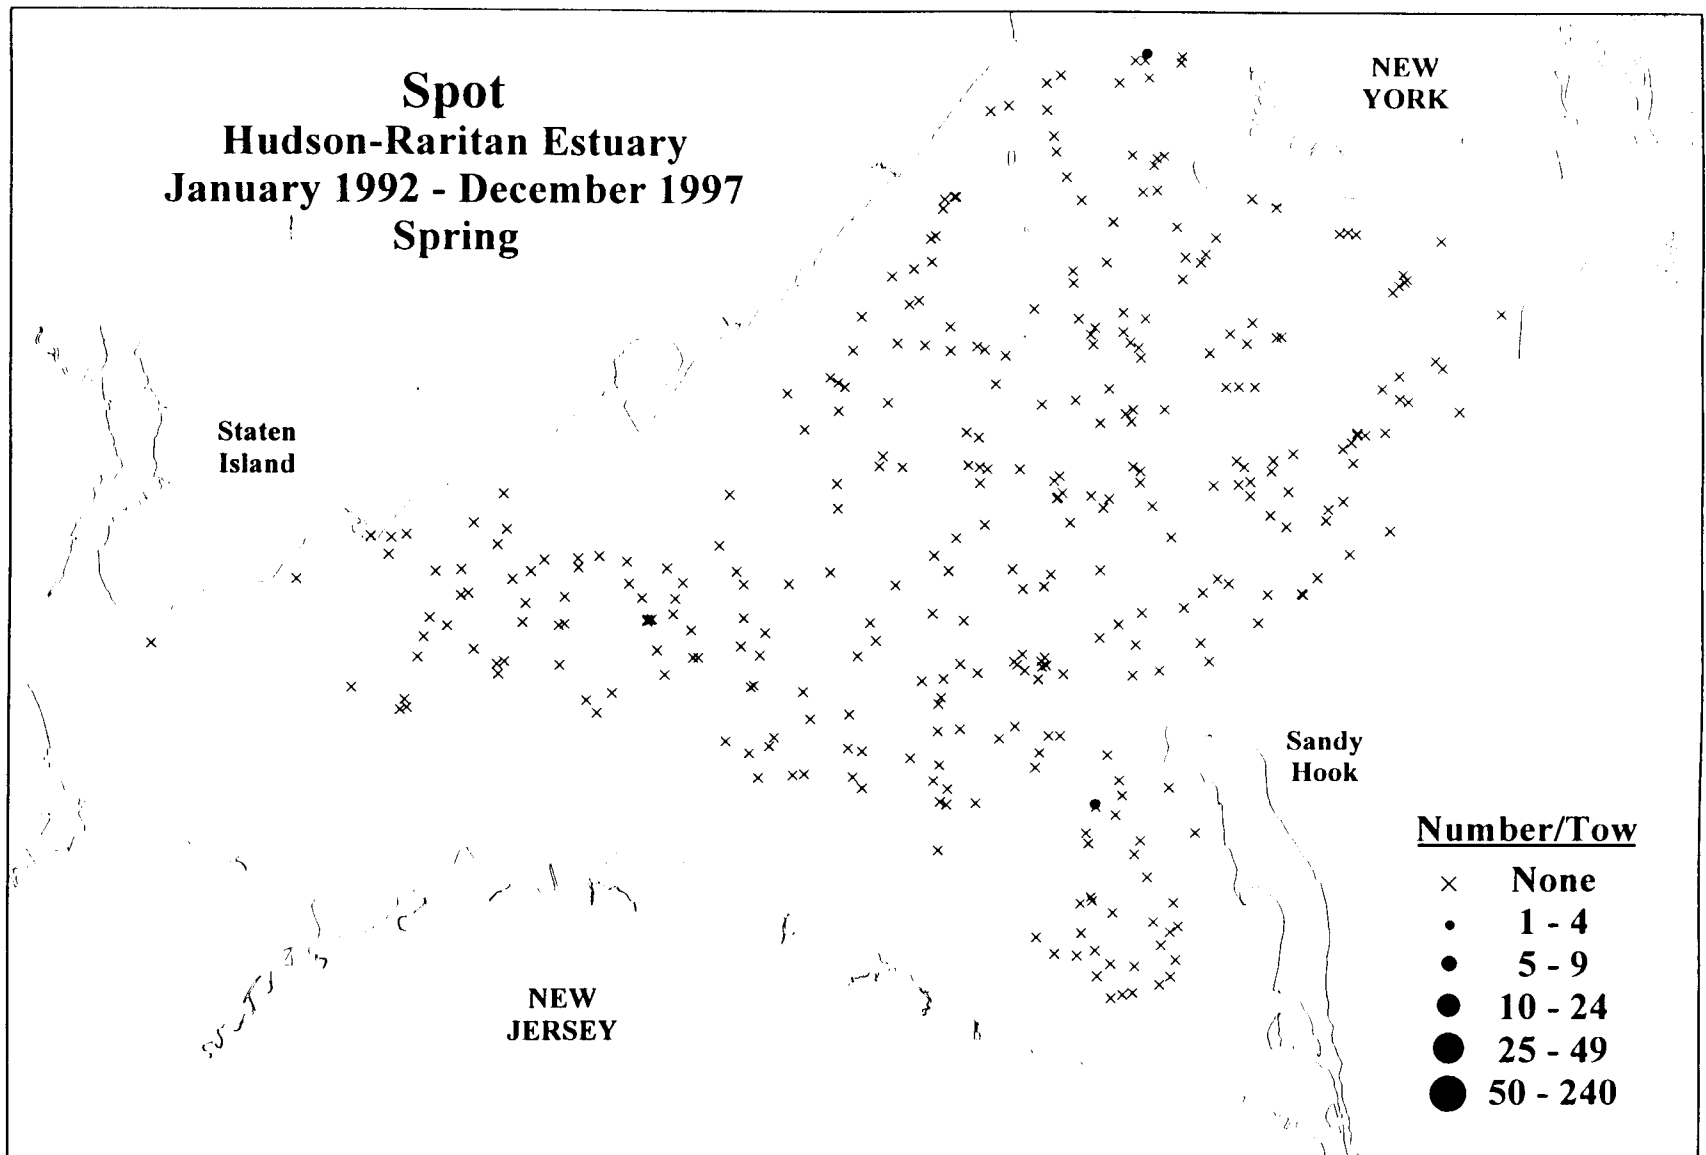 Spot
Hudson-Raritan Estuary
January 1992 - December 1997
Spring
NEW
YORK
Staten
Island
Sandy
Hook
NEW
JERSEY
Number/Tow
None
1 - 4
5 - 9
10 - 24
25 - 49
50 - 240